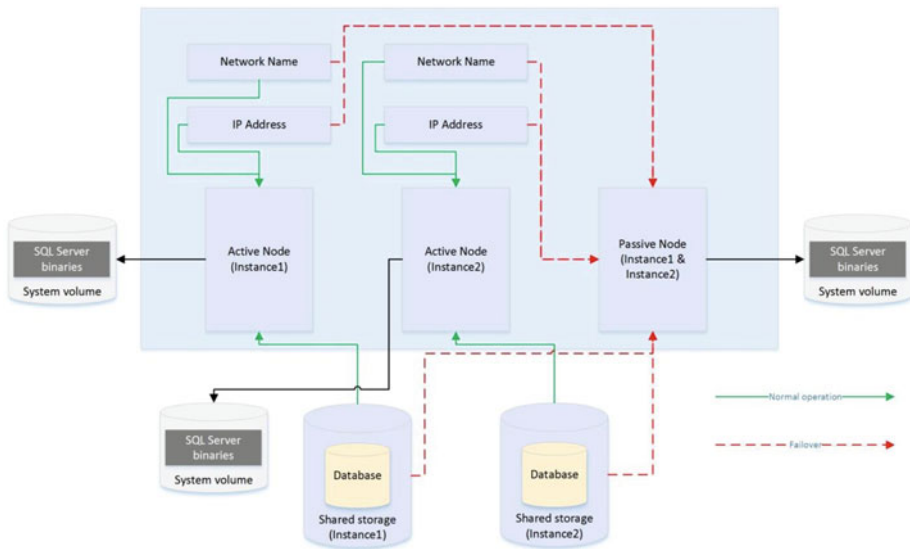 Network Name
Network Name
IP Address
IP Address
SQL Server
binaries
System volume
Active Node
(Instance1)
Active Node
(Instance2)
Passive Node
(Instance1 &
Instance2)
SQL Server
binaries
System volume
SQL Server
binaries
System volume
Database
Shared storage
(Instance1)
Database
Shared storage
(Instance2)
Normal operation
Failover